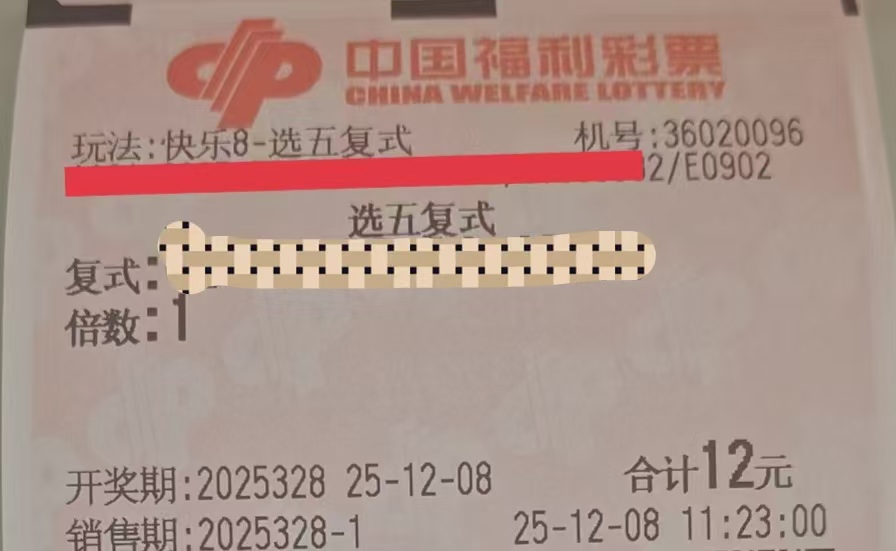 中国福利彩票
CHINA WELFARE LOTTERY
玩法:快乐8-选五复式 机号:36020096
2/E0902
选五复式
复式:
倍数:1
开奖期:2025328 25-12-08 合计12元
销售期:2025328-1 25-12-08 11:23:00